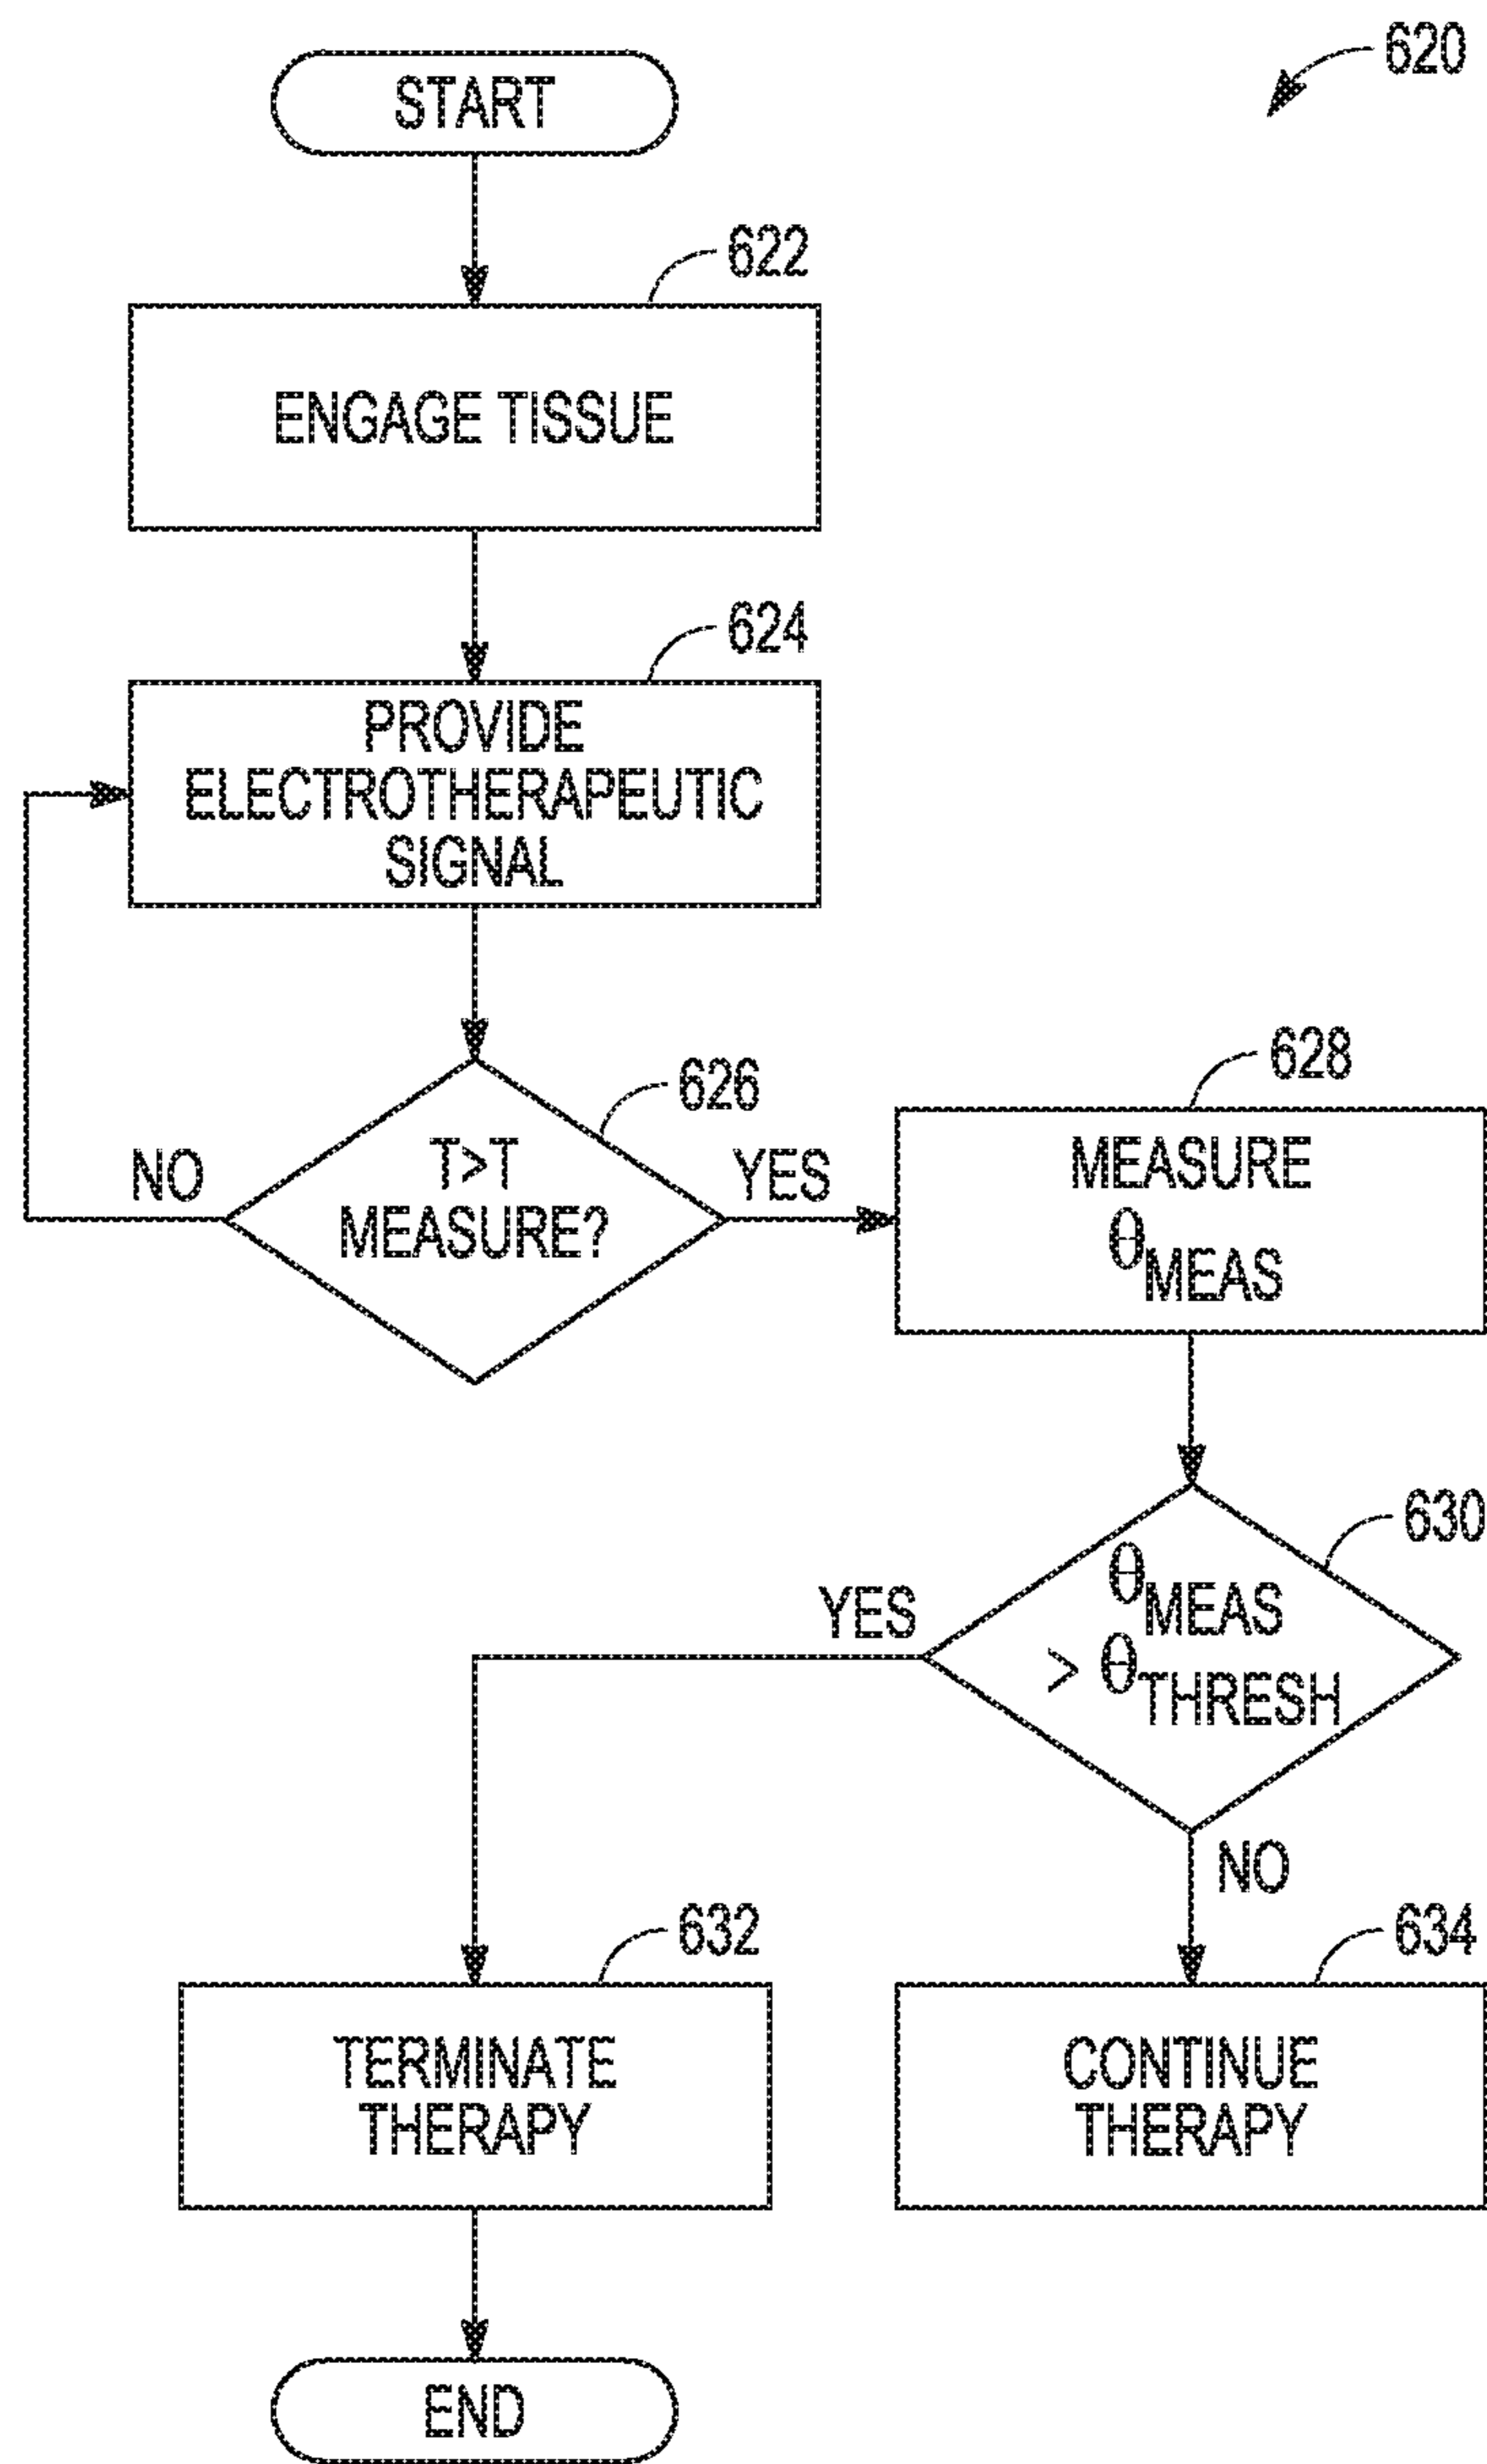 620
START
622
ENGAGE TISSUE
624
PROVIDE
ELECTROTHERAPEUTIC
SIGNAL
626
T>T
MEASURE?
NO
YES
628
MEASURE
θMEAS
630
θMEAS
> θTHRESH
YES
NO
632
TERMINATE
THERAPY
634
CONTINUE
THERAPY
END